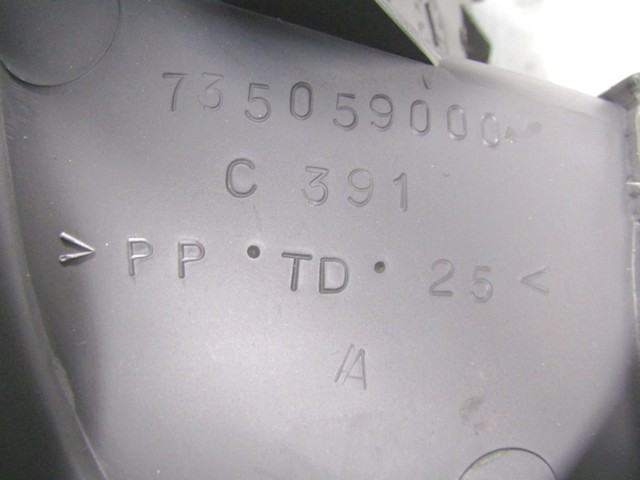 735059000
C 391
> PP • TD • 25 <
A